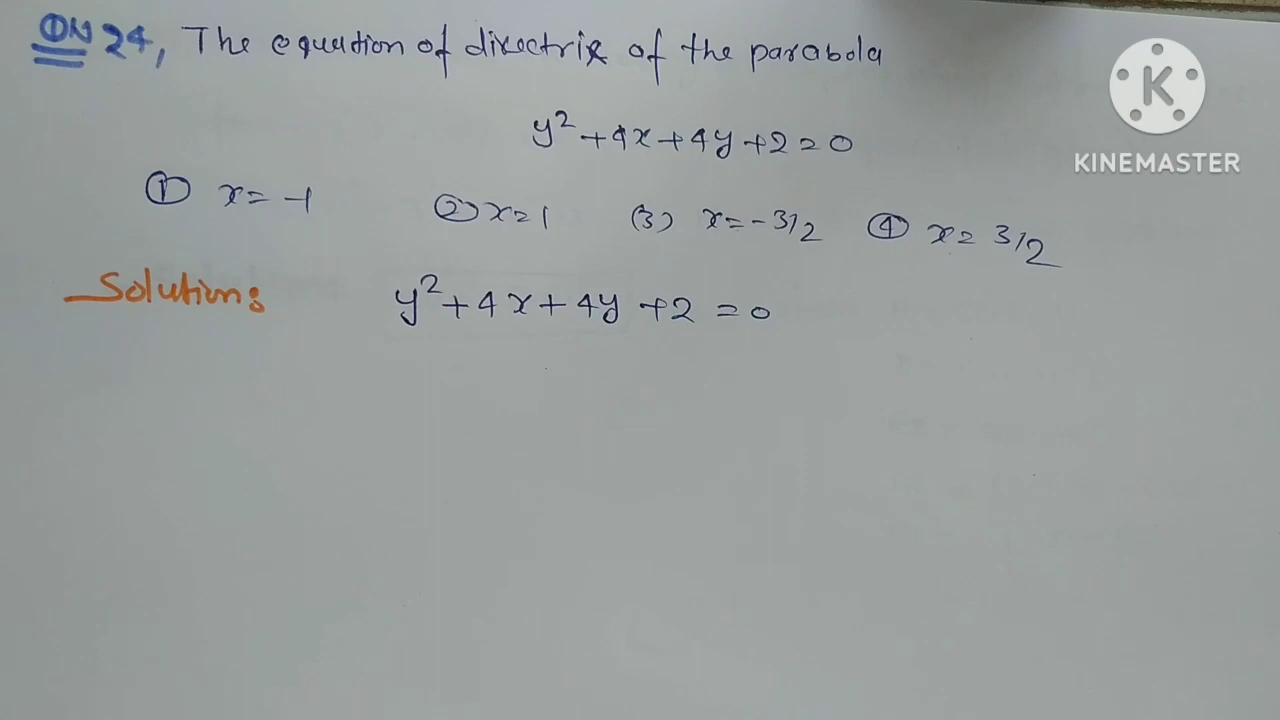 QN 24, The equation of directrix of the parabola
y² + 4x + 4y + 2 = 0
① x = -1 ② x = 1 (3) x = -3/2 ④ x = 3/2
Solution:
y² + 4x + 4y + 2 = 0
K
KINEMASTER